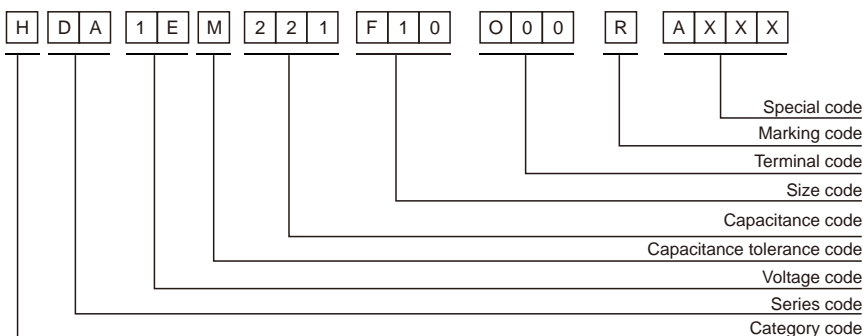 H D A 1 E M 2 2 1 F 1 0 O 0 0 R A X X X
Special code
Marking code
Terminal code
Size code
Capacitance code
Capacitance tolerance code
Voltage code
Series code
Category code